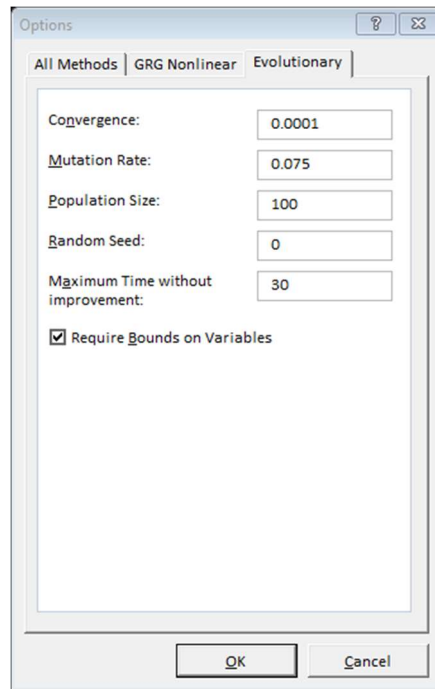 Options
All Methods GRG Nonlinear Evolutionary
Convergence: 0.0001
Mutation Rate: 0.075
Population Size: 100
Random Seed: 0
Maximum Time without 30
improvement:
Require Bounds on Variables
OK Cancel